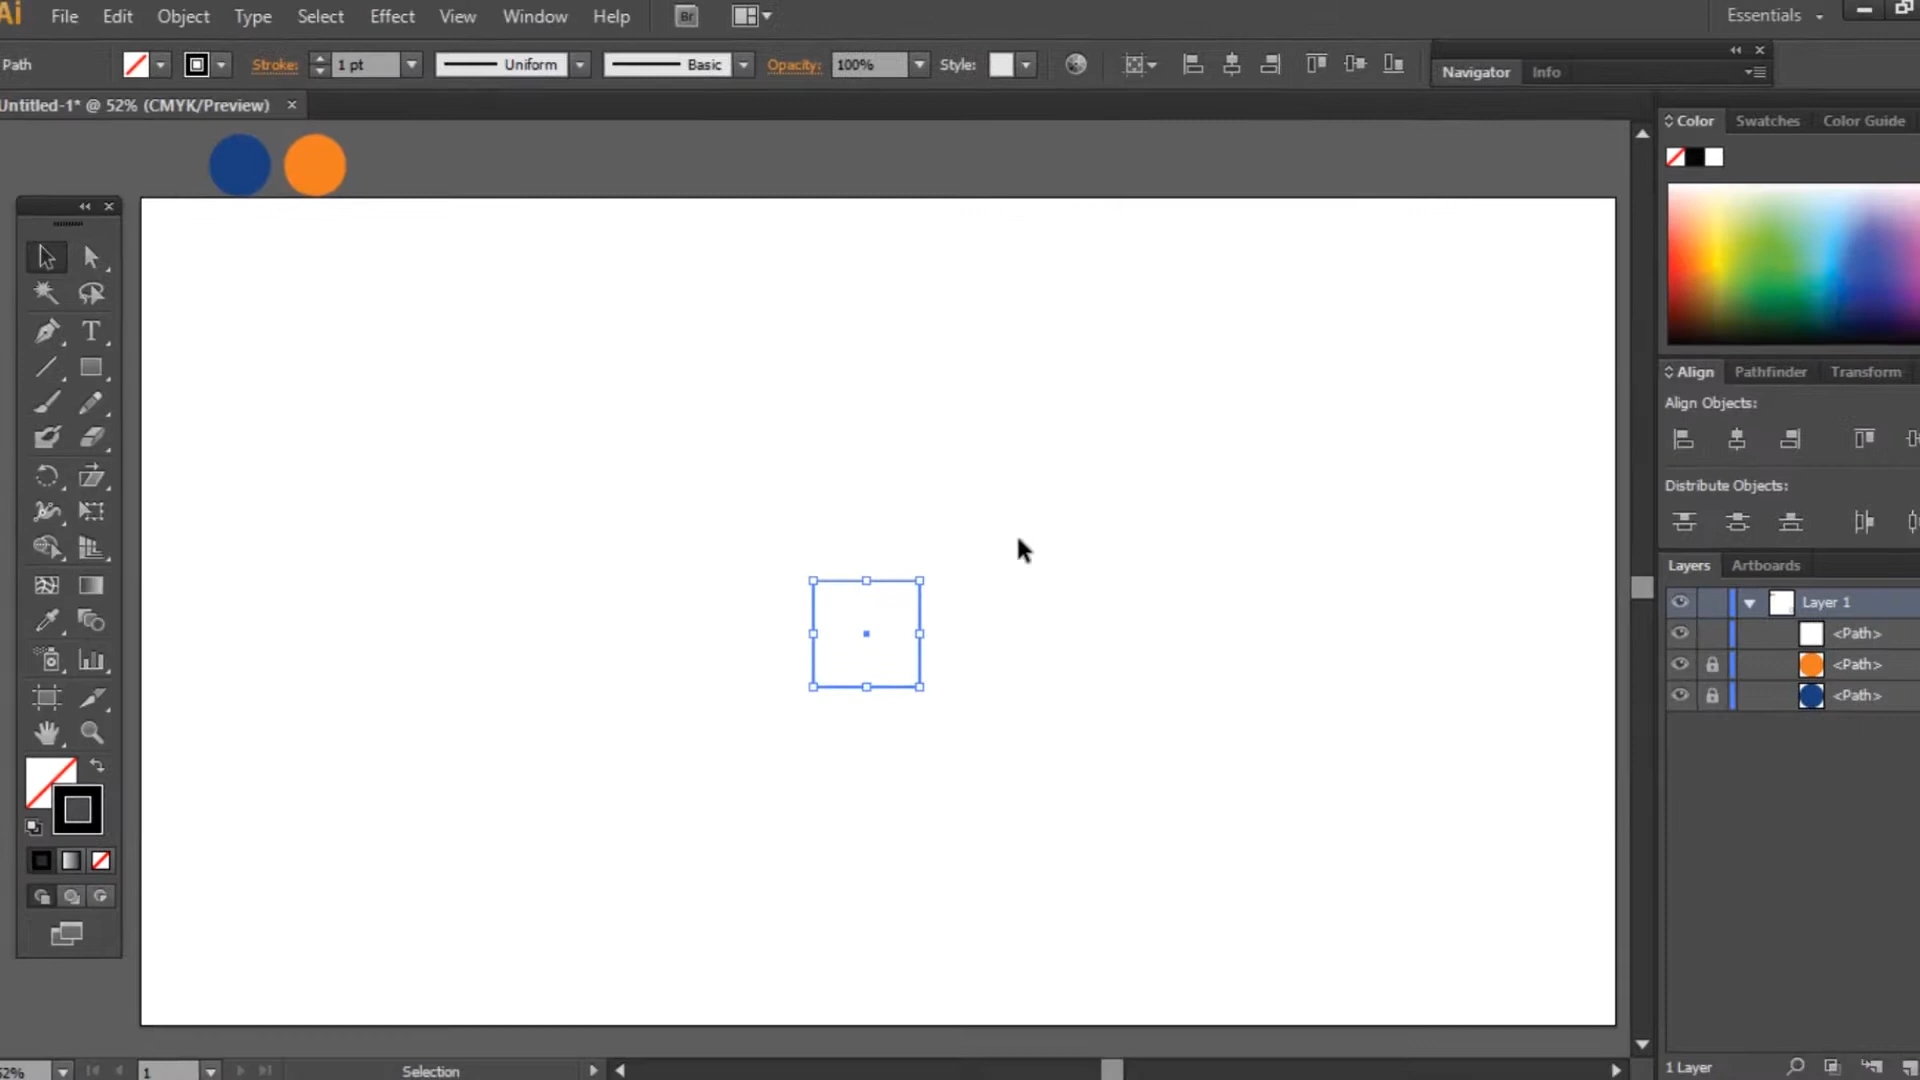 Ai File Edit Object Type Select Effect View Window Help Br Essentials
Path Stroke: 1 pt Uniform Basic Opacity: 100% Style:
Navigator Info
Untitled-1* @ 52% (CMYK/Preview)
Color Swatches Color Guide
T
Align Pathfinder Transform
Align Objects:
Distribute Objects:
Layers Artboards
Layer 1
<Path>
<Path>
<Path>
52% 1 Selection
1 Layer